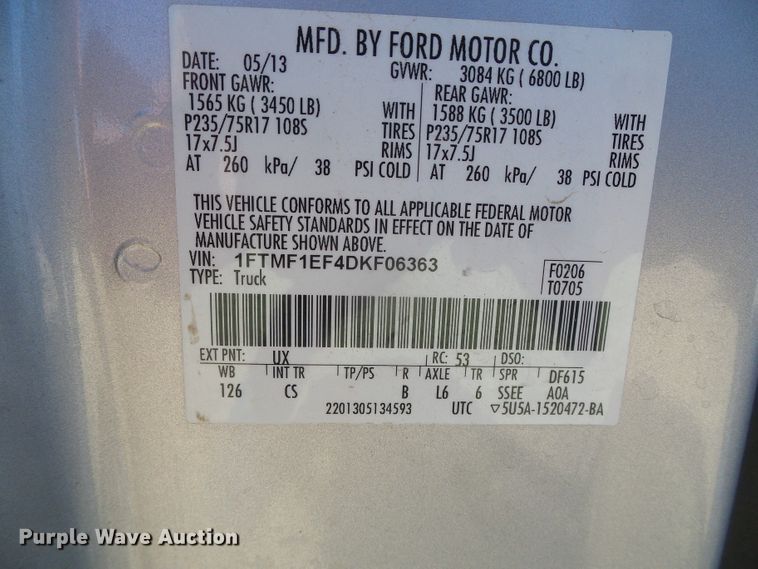 MFD. BY FORD MOTOR CO.
DATE: 05/13 GVWR: 3084 KG ( 6800 LB)
FRONT GAWR: REAR GAWR:
1565 KG ( 3450 LB) WITH 1588 KG ( 3500 LB) WITH
P235/75R17 108S TIRES P235/75R17 108S TIRES
17x7.5J RIMS 17x7.5J RIMS
AT 260 kPa/ 38 PSI COLD AT 260 kPa/ 38 PSI COLD
THIS VEHICLE CONFORMS TO ALL APPLICABLE FEDERAL MOTOR
VEHICLE SAFETY STANDARDS IN EFFECT ON THE DATE OF
MANUFACTURE SHOWN ABOVE.
VIN: 1FTMF1EF4DKF06363 F0206
TYPE: Truck T0705
EXT PNT: UX RC: 53 DSO:
WB INT TR TP/PS R AXLE TR SPR DF615
126 CS B L6 6 SSEE A0A
2201305134593 UTC ▽5U5A-1520472-BA
Purple Wave Auction